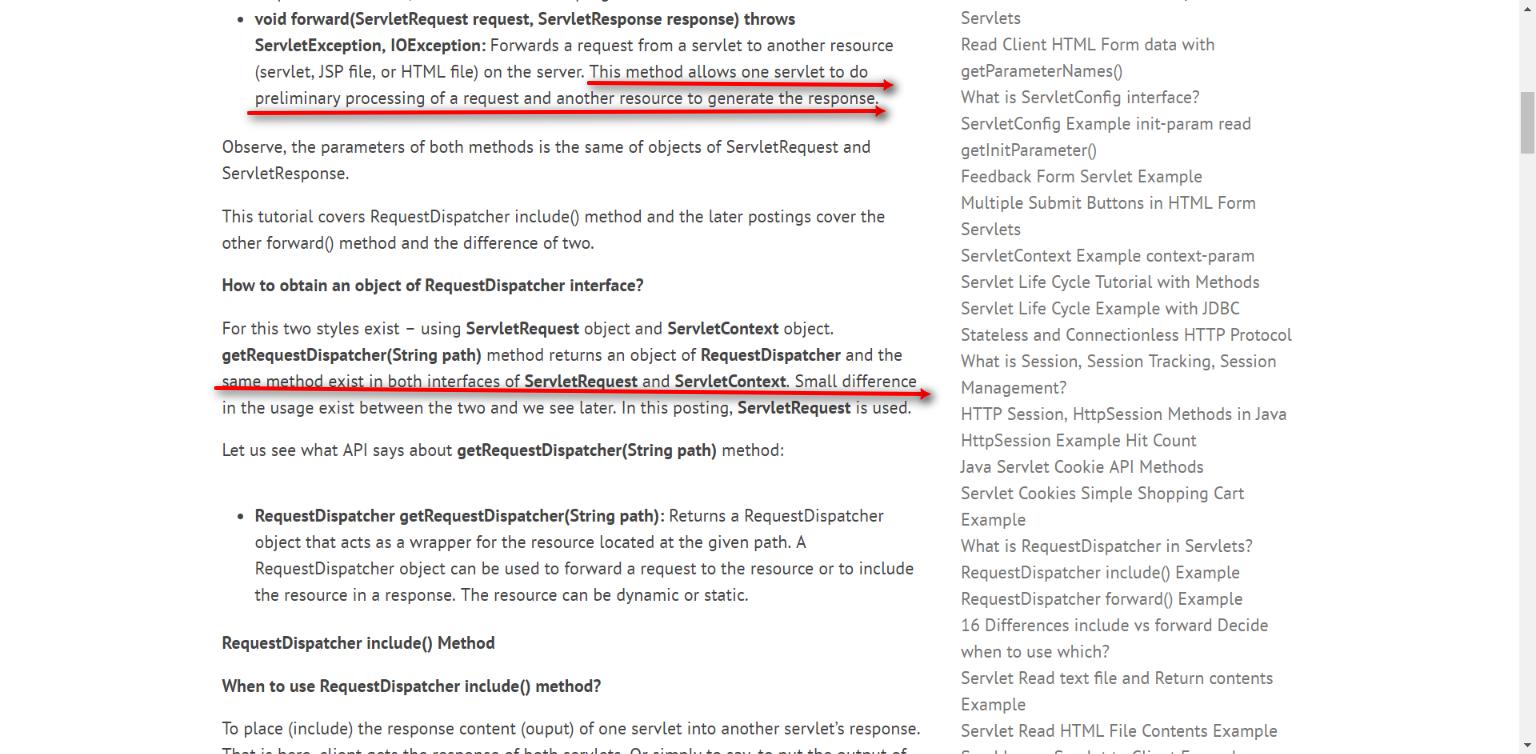 void forward(ServletRequest request, ServletResponse response) throws
ServletException, IOException: Forwards a request from a servlet to another resource
(servlet, JSP file, or HTML file) on the server. This method allows one servlet to do
preliminary processing of a request and another resource to generate the response.
Observe, the parameters of both methods is the same of objects of ServletRequest and
ServletResponse.
This tutorial covers RequestDispatcher include() method and the later postings cover the
other forward() method and the difference of two.
How to obtain an object of RequestDispatcher interface?
For this two styles exist – using ServletRequest object and ServletContext object.
getRequestDispatcher(String path) method returns an object of RequestDispatcher and the
same method exist in both interfaces of ServletRequest and ServletContext. Small difference
in the usage exist between the two and we see later. In this posting, ServletRequest is used.
Let us see what API says about getRequestDispatcher(String path) method:
RequestDispatcher getRequestDispatcher(String path): Returns a RequestDispatcher
object that acts as a wrapper for the resource located at the given path. A
RequestDispatcher object can be used to forward a request to the resource or to include
the resource in a response. The resource can be dynamic or static.
RequestDispatcher include() Method
When to use RequestDispatcher include() method?
To place (include) the response content (ouput) of one servlet into another servlet's response.
Servlets
Read Client HTML Form data with
getParameterNames()
What is ServletConfig interface?
ServletConfig Example init-param read
getInitParameter()
Feedback Form Servlet Example
Multiple Submit Buttons in HTML Form
Servlets
ServletContext Example context-param
Servlet Life Cycle Tutorial with Methods
Servlet Life Cycle Example with JDBC
Stateless and Connectionless HTTP Protocol
What is Session, Session Tracking, Session
Management?
HTTP Session, HttpSession Methods in Java
HttpSession Example Hit Count
Java Servlet Cookie API Methods
Servlet Cookies Simple Shopping Cart
Example
What is RequestDispatcher in Servlets?
RequestDispatcher include() Example
RequestDispatcher forward() Example
16 Differences include vs forward Decide
when to use which?
Servlet Read text file and Return contents
Example
Servlet Read HTML File Contents Example